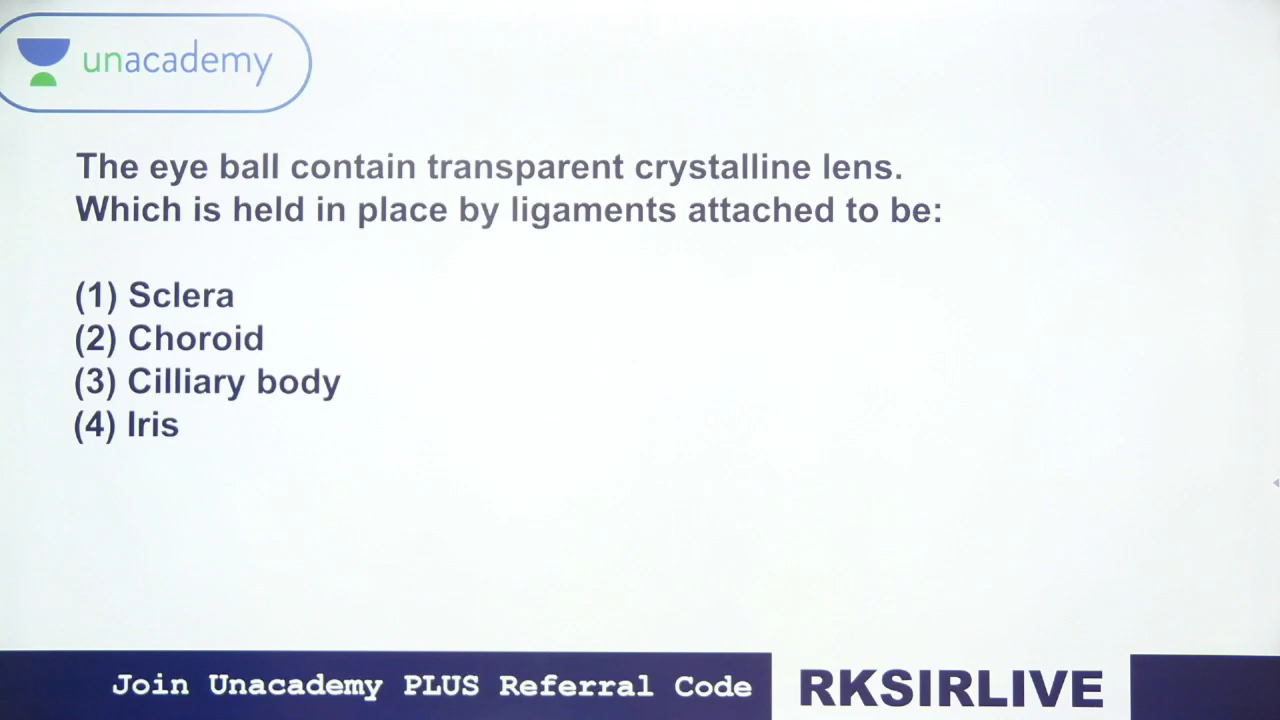 unacademy
The eye ball contain transparent crystalline lens.
Which is held in place by ligaments attached to be:
(1) Sclera
(2) Choroid
(3) Cilliary body
(4) Iris
Join Unacademy PLUS Referral Code
RKSIRLIVE